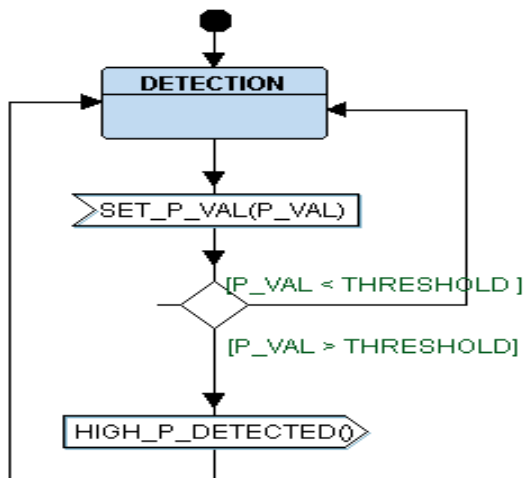 DETECTION
SET_P_VAL(P_VAL)
[P_VAL < THRESHOLD ]
[P_VAL > THRESHOLD]
HIGH_P_DETECTED()